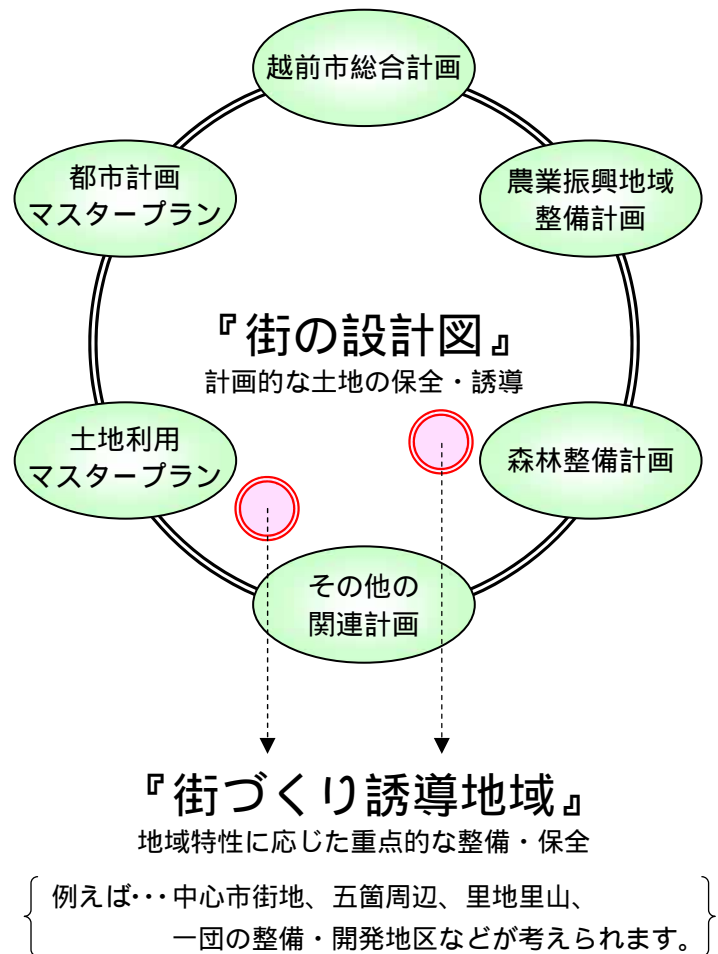 越前市総合計画
都市計画
マスタープラン
農業振興地域
整備計画
『街の設計図』
計画的な土地の保全・誘導
土地利用
マスタープラン
森林整備計画
その他の
関連計画
『街づくり誘導地域』
地域特性に応じた重点的な整備・保全
例えば・・・中心市街地、五箇周辺、里地里山、
一団の整備・開発地区などが考えられます。